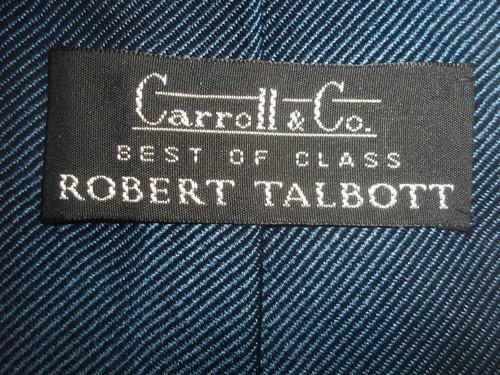 Carroll & Co.
BEST OF CLASS
ROBERT TALBOTT